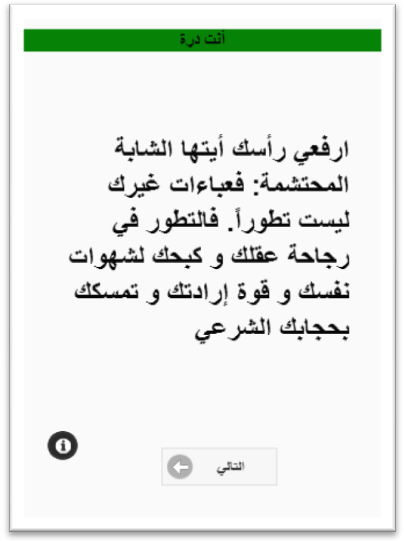 أنت درة
ارفعي رأسك أيتها الشابة
المحتشمة: فعباءات غيرك
ليست تطوراً. فالتطور في
رجاحة عقلك و كبحك لشهوات
نفسك و قوة إرادتك و تمسكك
بحجابك الشرعي
التالي